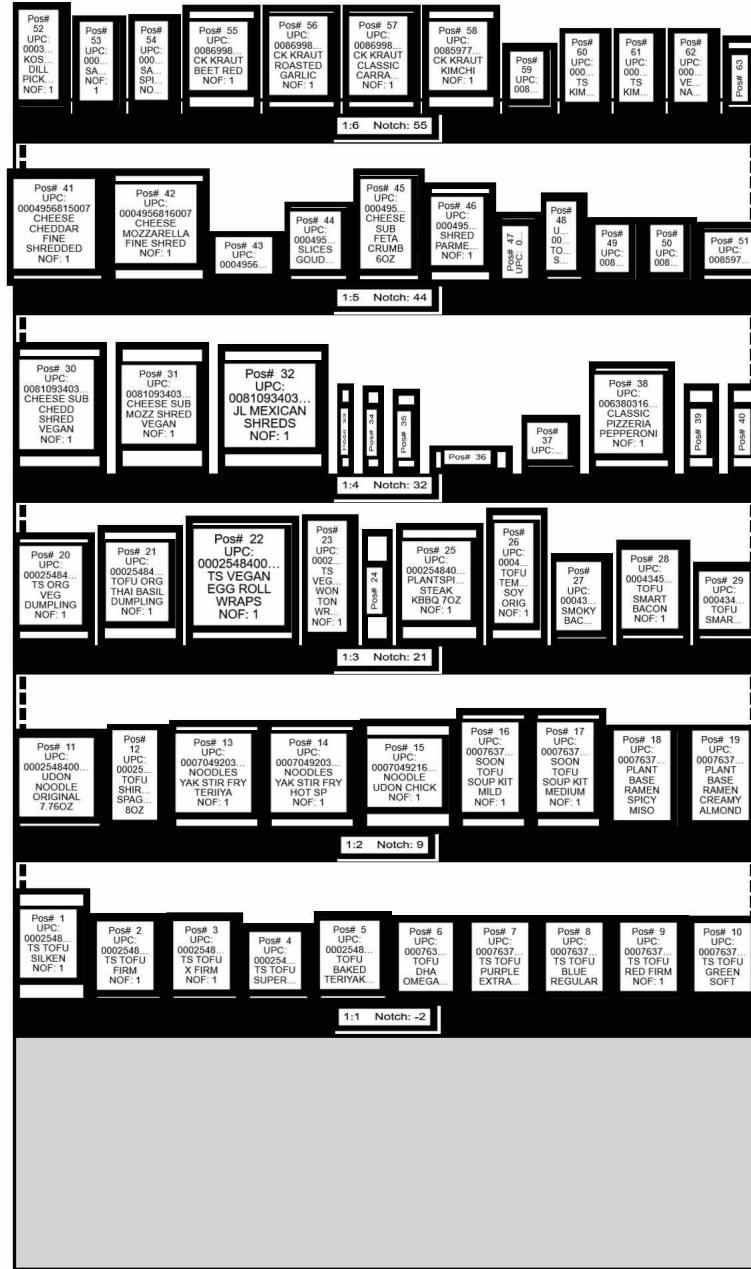 Pos# 52
UPC:
0003...
KOS...
DILL
PICK...
NOF: 1
Pos# 53
UPC:
000...
SA...
NOF:
1
Pos# 54
UPC:
000...
SA...
SPI...
NO...
Pos# 55
UPC:
0086998...
CK KRAUT
BEET RED
NOF: 1
Pos# 56
UPC:
0086998...
CK KRAUT
ROASTED
GARLIC
NOF: 1
Pos# 57
UPC:
0086998...
CK KRAUT
CLASSIC
CARRA...
NOF: 1
Pos# 58
UPC:
0085977...
CK KRAUT
KIMCHI
NOF: 1
Pos# 59
UPC:
008...
Pos# 60
UPC:
000...
TS
KIM...
Pos# 61
UPC:
000...
TS
KIM...
Pos# 62
UPC:
000...
VE...
NA...
Pos# 63
1:6 Notch: 55
Pos# 41
UPC:
0004956815007
CHEESE
CHEDDAR
FINE
SHREDDED
NOF: 1
Pos# 42
UPC:
0004956816007
CHEESE
MOZZARELLA
FINE SHRED
NOF: 1
Pos# 43
UPC:
0004956...
Pos# 44
UPC:
000495...
SLICES
GOUD...
Pos# 45
UPC:
000495...
CHEESE
SUB
FETA
CRUMB
6OZ
Pos# 46
UPC:
000495...
SHRED
PARME...
NOF: 1
Pos# 47
UPC: 0...
Pos# 48
U...
00...
TO...
S...
Pos# 49
UPC:
008...
Pos# 50
UPC:
008...
Pos# 51
UPC:
008597...
1:5 Notch: 44
Pos# 30
UPC:
0081093403...
CHEESE SUB
CHEDD
SHRED
VEGAN
NOF: 1
Pos# 31
UPC:
0081093403...
CHEESE SUB
MOZZ SHRED
VEGAN
NOF: 1
Pos# 32
UPC:
0081093403...
JL MEXICAN
SHREDS
NOF: 1
Pos# 33
Pos# 34
Pos# 35
Pos# 36
Pos# 37
UPC:...
Pos# 38
UPC:
006380316...
CLASSIC
PIZZERIA
PEPPERONI
NOF: 1
Pos# 39
Pos# 40
1:4 Notch: 32
Pos# 20
UPC:
00025484...
TS ORG
VEG
DUMPLING
NOF: 1
Pos# 21
UPC:
00025484...
TOFU ORG
THAI BASIL
DUMPLING
NOF: 1
Pos# 22
UPC:
0002548400...
TS VEGAN
EGG ROLL
WRAPS
NOF: 1
Pos# 23
UPC:
0002...
TS
VEG...
WON
TON
WR...
NOF: 1
Pos# 24
Pos# 25
UPC:
000254840...
PLANTSPI...
STEAK
KBBQ 7OZ
NOF: 1
Pos# 26
UPC:
0004...
TOFU
TEM...
SOY
ORIG
NOF: 1
Pos# 27
UPC:
00043...
SMOKY
BAC...
Pos# 28
UPC:
0004345...
TOFU
SMART
BACON
NOF: 1
Pos# 29
UPC:
000434...
TOFU
SMAR...
1:3 Notch: 21
Pos# 11
UPC:
0002548400...
UDON
NOODLE
ORIGINAL
7.76OZ
Pos# 12
UPC:
00025...
TOFU
SHIR...
SPAG...
8OZ
Pos# 13
UPC:
0007049203...
NOODLES
YAK STIR FRY
TERIIYA
NOF: 1
Pos# 14
UPC:
0007049203...
NOODLES
YAK STIR FRY
HOT SP
NOF: 1
Pos# 15
UPC:
0007049216...
NOODLE
UDON CHICK
NOF: 1
Pos# 16
UPC:
0007637...
SOON
TOFU
SOUP KIT
MILD
NOF: 1
Pos# 17
UPC:
0007637...
SOON
TOFU
SOUP KIT
MEDIUM
NOF: 1
Pos# 18
UPC:
0007637...
PLANT
BASE
RAMEN
SPICY
MISO
Pos# 19
UPC:
0007637...
PLANT
BASE
RAMEN
CREAMY
ALMOND
1:2 Notch: 9
Pos# 1
UPC:
0002548...
TS TOFU
SILKEN
NOF: 1
Pos# 2
UPC:
0002548...
TS TOFU
FIRM
NOF: 1
Pos# 3
UPC:
0002548...
TS TOFU
X FIRM
NOF: 1
Pos# 4
UPC:
000254...
TS TOFU
SUPER...
Pos# 5
UPC:
0002548...
TOFU
BAKED
TERIYAK...
Pos# 6
UPC:
000763...
TOFU
DHA
OMEGA...
Pos# 7
UPC:
0007637...
TS TOFU
PURPLE
EXTRA...
Pos# 8
UPC:
0007637...
TS TOFU
BLUE
REGULAR
Pos# 9
UPC:
0007637...
TS TOFU
RED FIRM
NOF: 1
Pos# 10
UPC:
0007637...
TS TOFU
GREEN
SOFT
1:1 Notch: -2